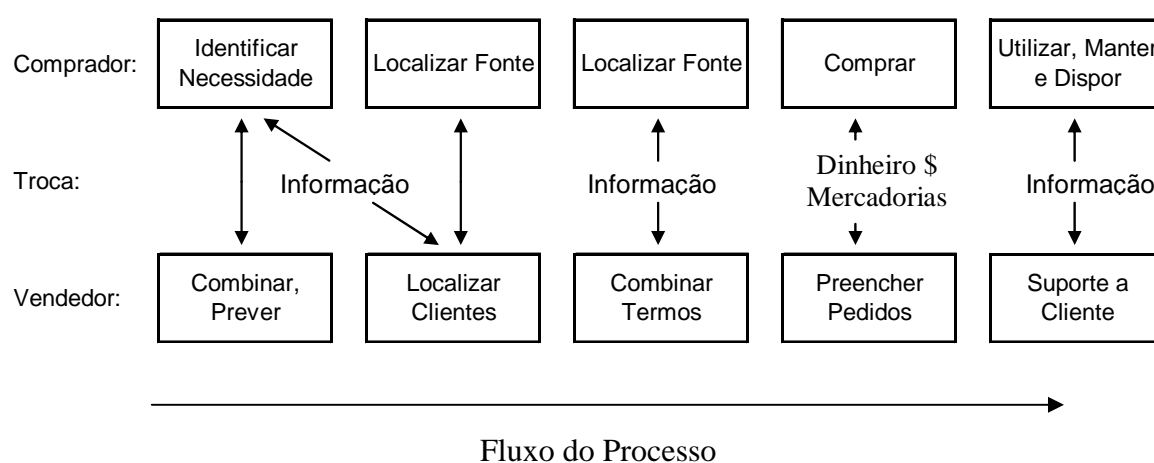 Comprador:
Identificar
Necessidade
Localizar Fonte
Localizar Fonte
Comprar
Utilizar, Manter
e Dispor
Troca:
Informação
Informação
Dinheiro $
Mercadorias
Informação
Vendedor:
Combinar,
Prever
Localizar
Clientes
Combinar
Termos
Preencher
Pedidos
Suporte a
Cliente
Fluxo do Processo